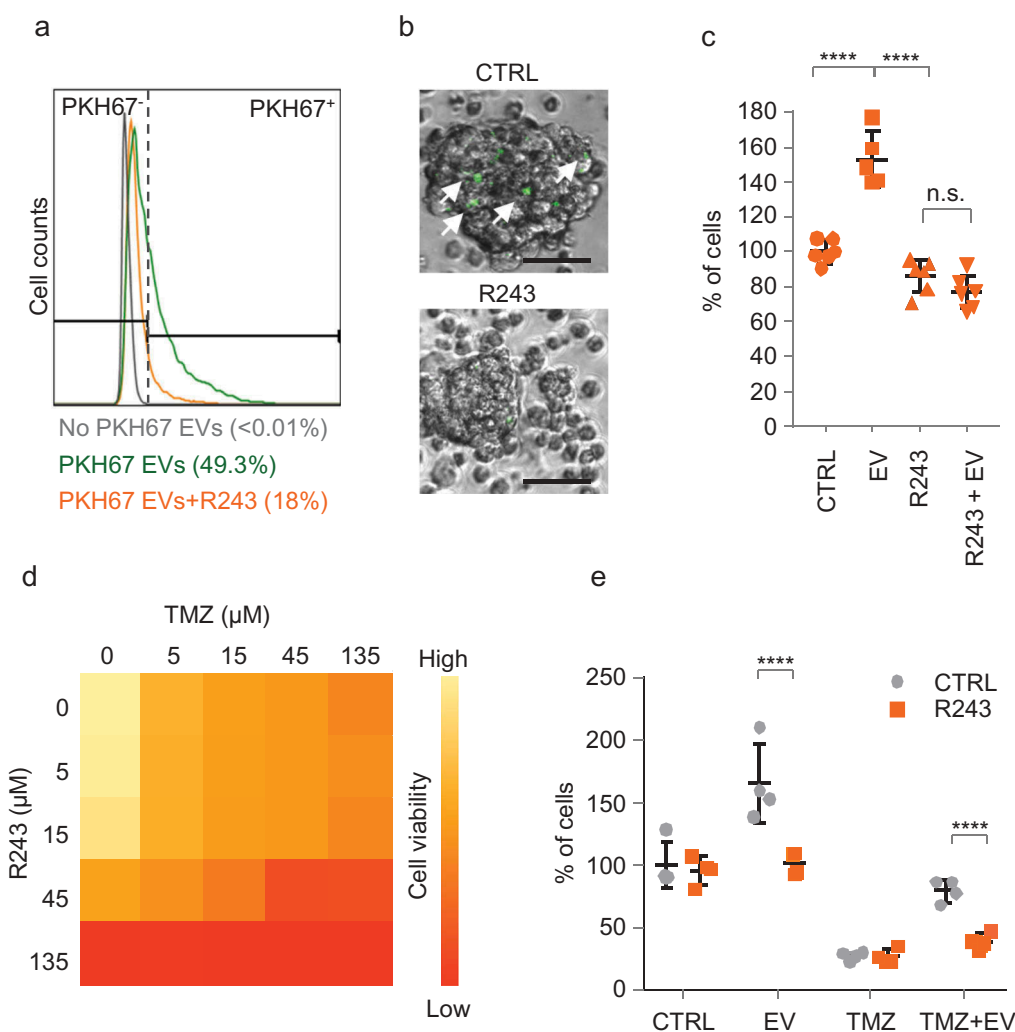 a
PKH67-
PKH67+
Cell counts
No PKH67 EVs (<0.01%)
PKH67 EVs (49.3%)
PKH67 EVs+R243 (18%)
b
CTRL
R243
c
**** ****
n.s.
180
160
140
120
100
80
60
40
20
0
% of cells
CTRL
EV
R243
R243 + EV
d
TMZ (µM)
0 5 15 45 135
R243 (µM)
0
5
15
45
135
High
Cell viability
Low
e
CTRL
R243
****
****
250
200
150
100
50
0
% of cells
CTRL EV TMZ TMZ+EV